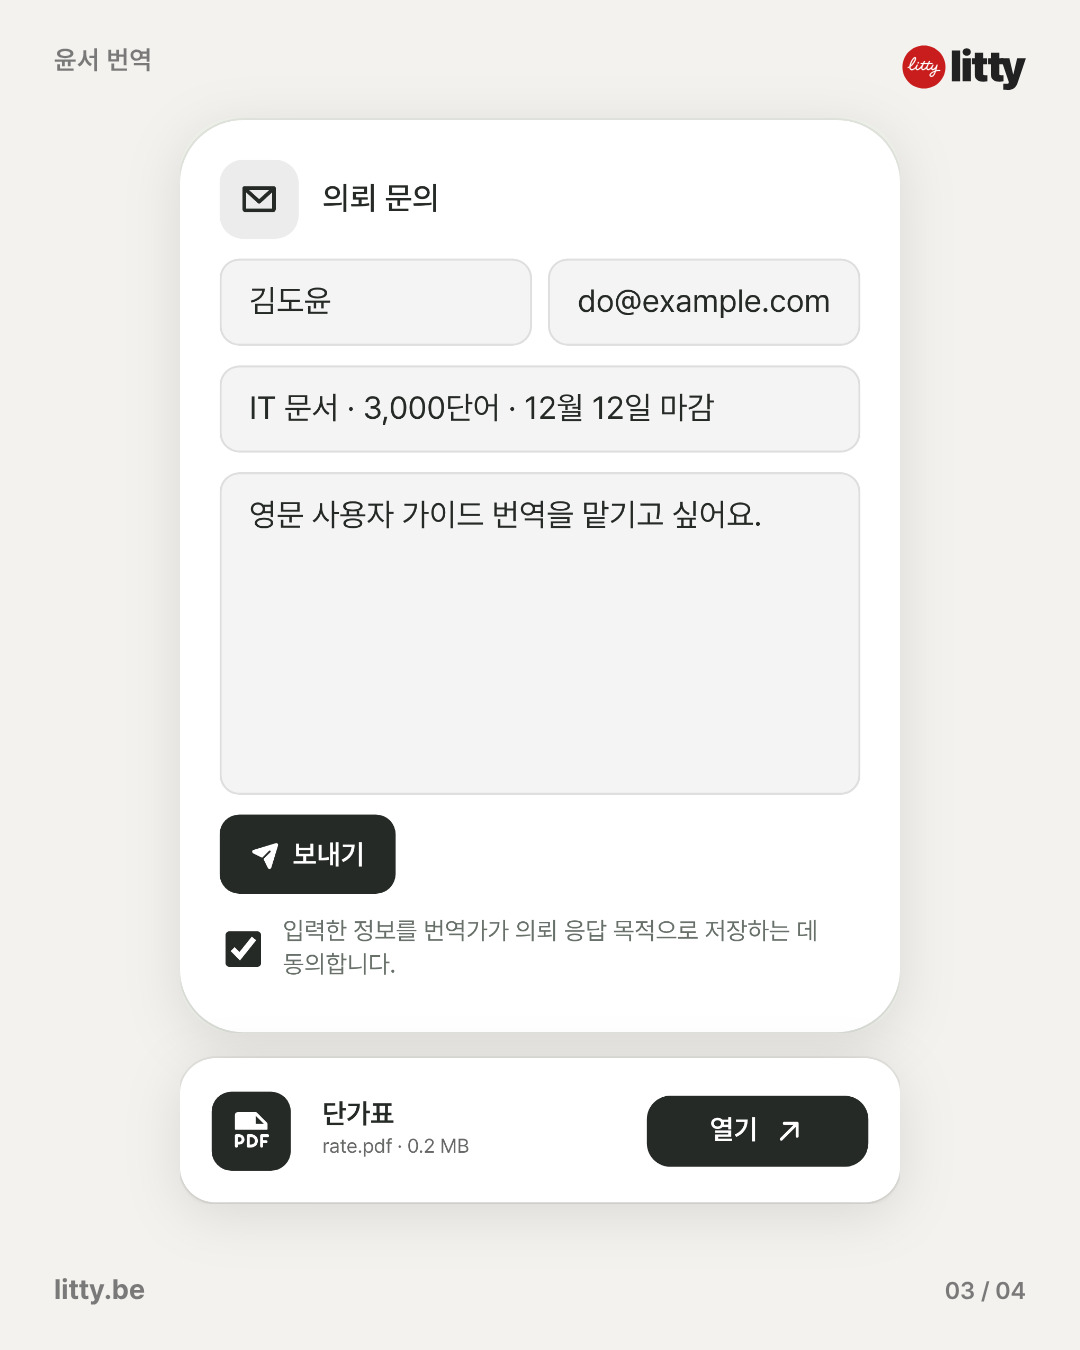 윤서 번역
litty litty
의뢰 문의
김도윤
do@example.com
IT 문서 · 3,000단어 · 12월 12일 마감
영문 사용자 가이드 번역을 맡기고 싶어요.
보내기
입력한 정보를 번역가가 의뢰 응답 목적으로 저장하는 데
동의합니다.
PDF
단가표
rate.pdf · 0.2 MB
열기
litty.be
03 / 04